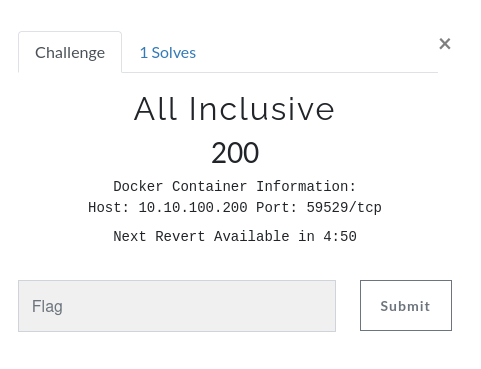 Challenge
1 Solves
×
All Inclusive
200
Docker Container Information:
Host: 10.10.100.200 Port: 59529/tcp
Next Revert Available in 4:50
Flag
Submit